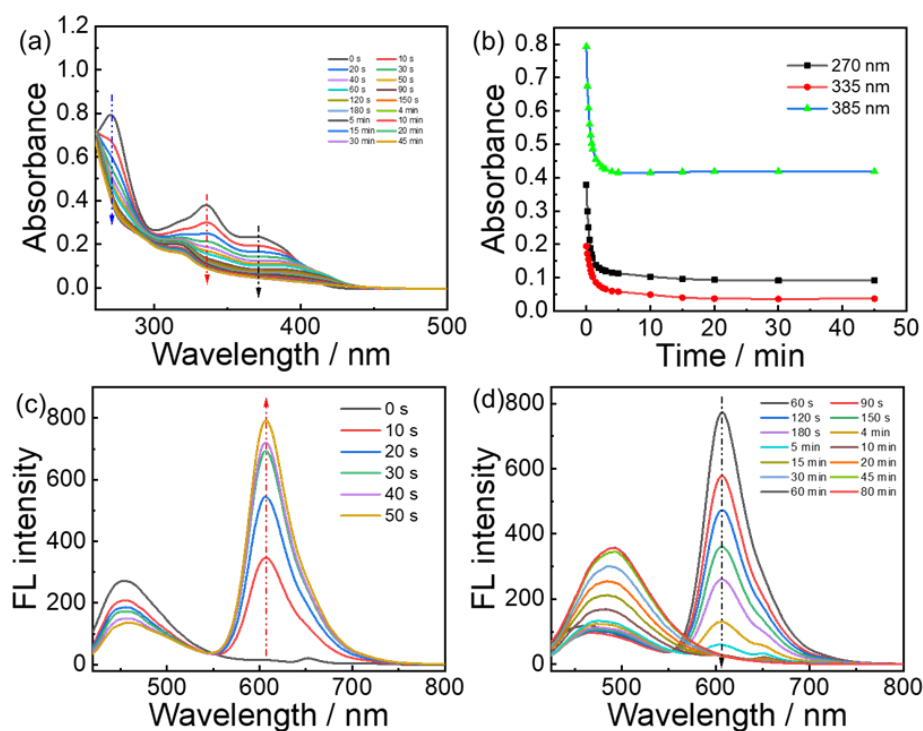 (a)
1.2
1.0
0.8
0.6
0.4
0.2
0.0
Absorbance
300
400
500
Wavelength / nm
0 s 10 s
20 s 30 s
40 s 50 s
60 s 90 s
120 s 150 s
180 s 4 min
5 min 10 min
15 min 20 min
30 min 45 min
(b)
0.8
0.7
0.6
0.5
0.4
0.3
0.2
0.1
0.0
Absorbance
0 10 20 30 40 50
Time / min
270 nm
335 nm
385 nm
(c)
800
600
400
200
0
FL intensity
500 600 700 800
Wavelength / nm
0 s
10 s
20 s
30 s
40 s
50 s
(d)
800
600
400
200
0
FL intensity
500 600 700 800
Wavelength / nm
60 s 90 s
120 s 150 s
180 s 4 min
5 min 10 min
15 min 20 min
30 min 45 min
60 min 80 min